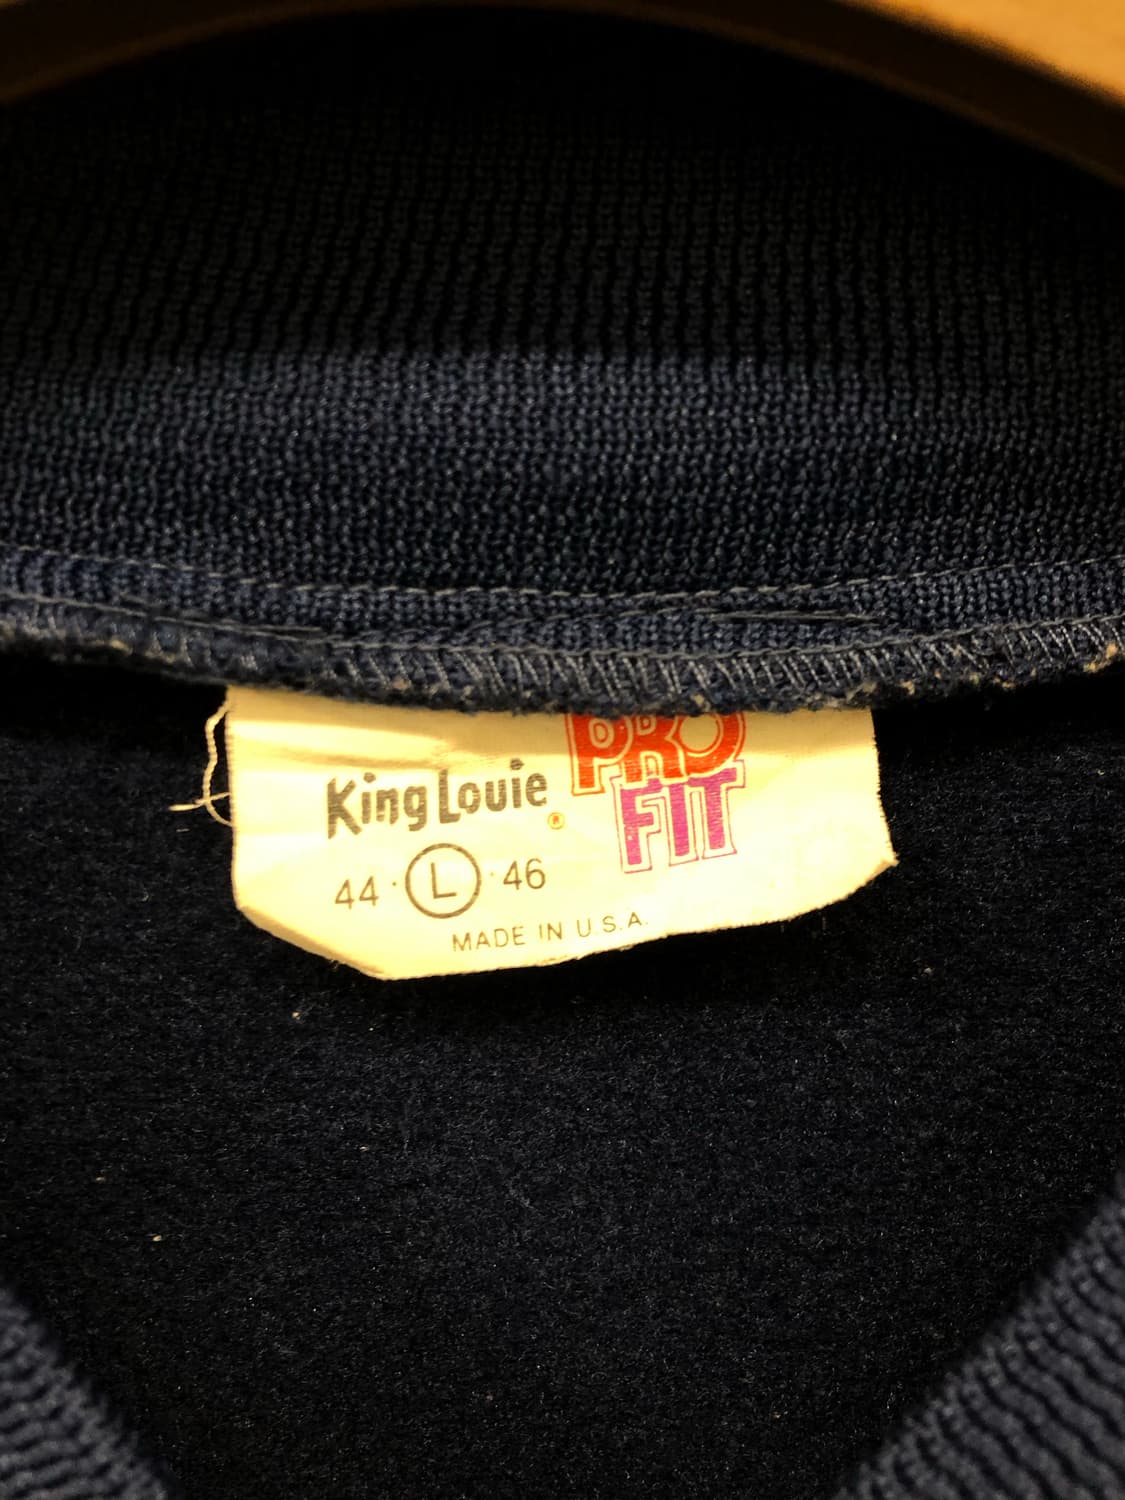 King Louie ®
PRO
FIT
44 · L · 46
MADE IN U.S.A.